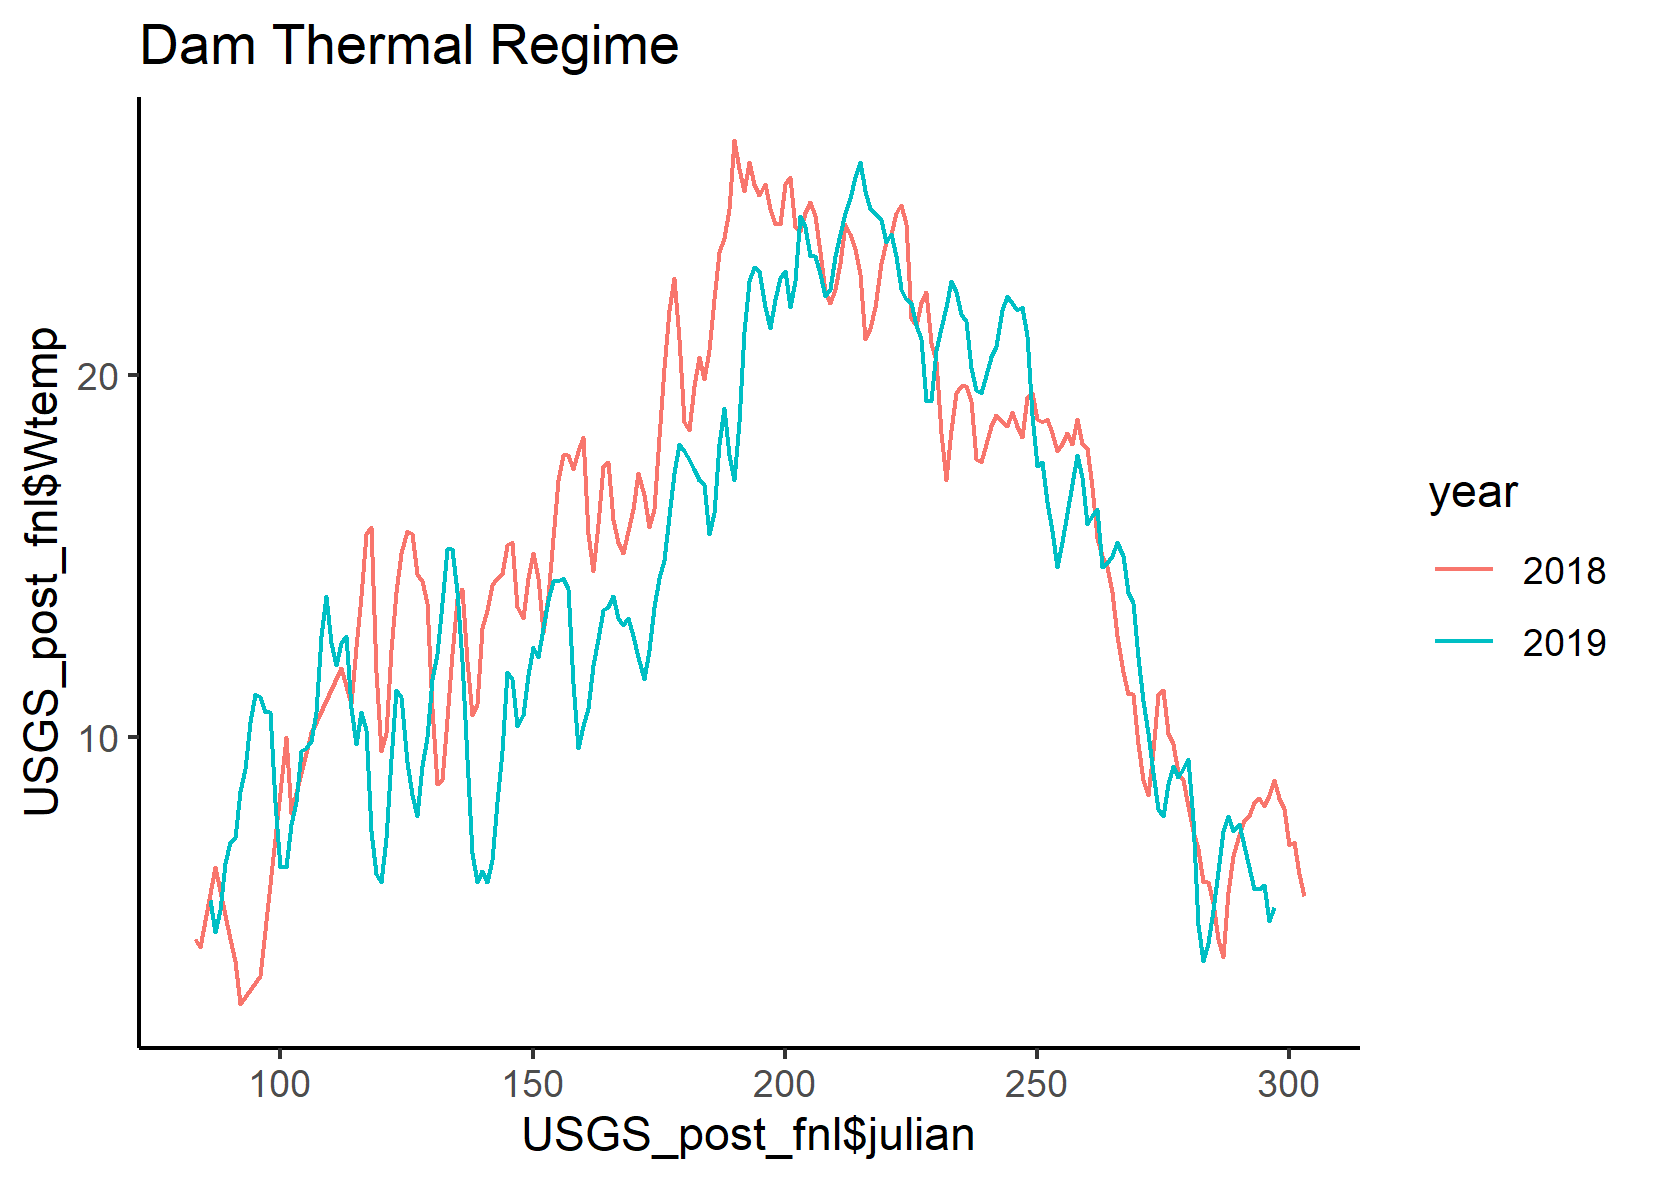 Dam Thermal Regime
USGS_post_fnl$Wtemp
20
10
100 150 200 250 300
USGS_post_fnl$julian
year
2018
2019